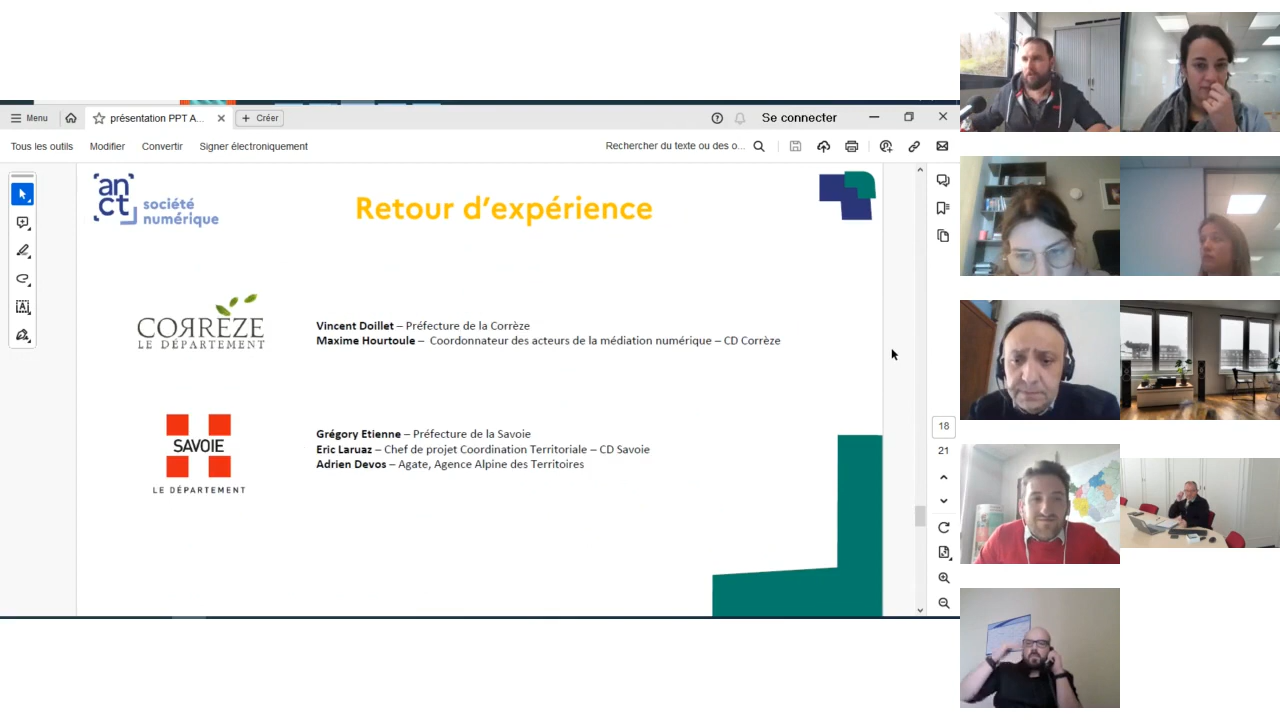 Menu
présentation PPT A...
Créer
Se connecter
Tous les outils
Modifier
Convertir
Signer électroniquement
Rechercher du texte ou des o...
anct
société
numérique
Retour d'expérience
CORRÈZE
LE DÉPARTEMENT
Vincent Doillet – Préfecture de la Corrèze
Maxime Hourtoule – Coordonnateur des acteurs de la médiation numérique – CD Corrèze
SAVOIE
LE DÉPARTEMENT
Grégory Etienne – Préfecture de la Savoie
Eric Laruaz – Chef de projet Coordination Territoriale – CD Savoie
Adrien Devos – Agate, Agence Alpine des Territoires
18
21